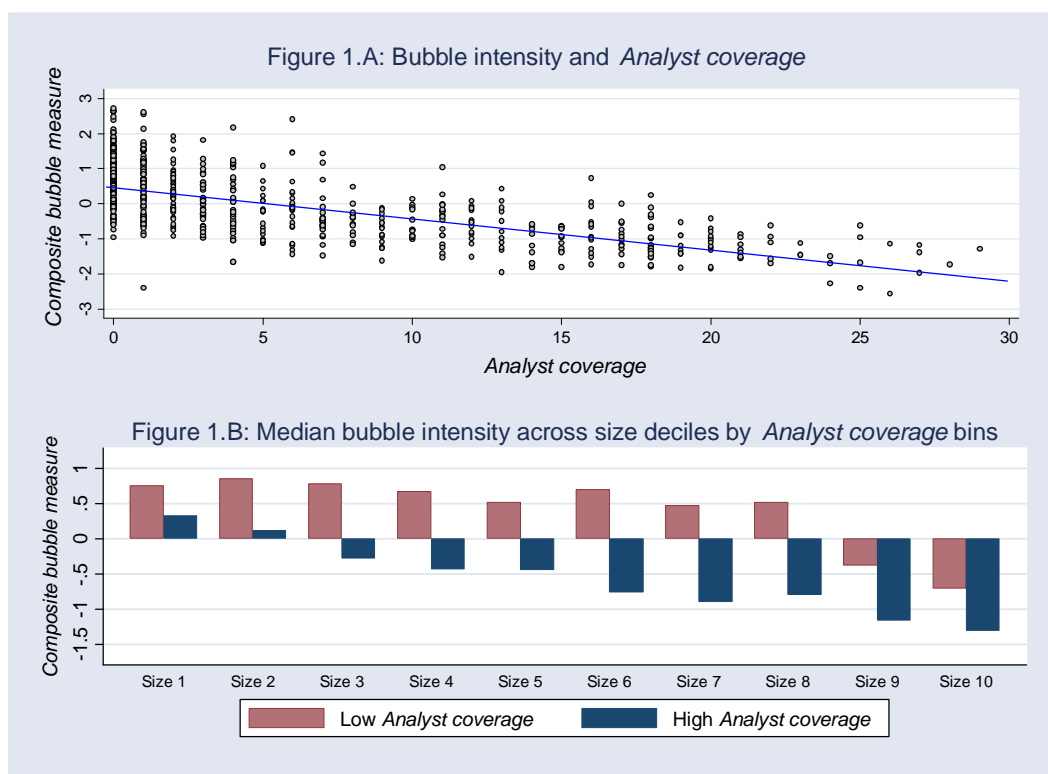 Figure 1.A: Bubble intensity and Analyst coverage
Composite bubble measure
3
2
1
0
-1
-2
-3
0 5 10 15 20 25 30
Analyst coverage
Figure 1.B: Median bubble intensity across size deciles by Analyst coverage bins
Composite bubble measure
1
.5
0
-.5
-1
-1.5
Size 1 Size 2 Size 3 Size 4 Size 5 Size 6 Size 7 Size 8 Size 9 Size 10
Low Analyst coverage High Analyst coverage